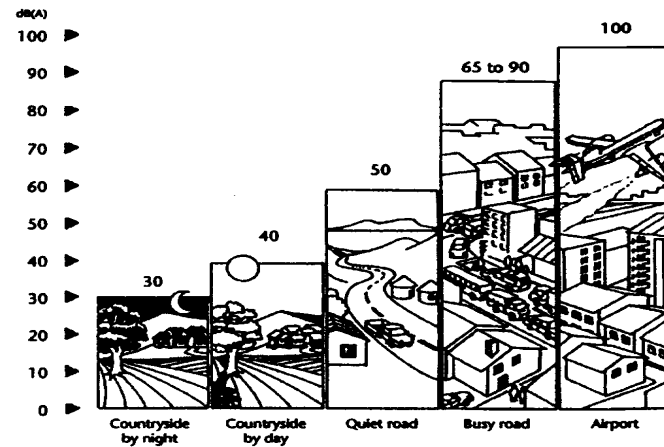 dB(A)
100
90
80
70
60
50
40
30
20
10
0
30
40
50
65 to 90
100
Countryside
by night
Countryside
by day
Quiet road
Busy road
Airport